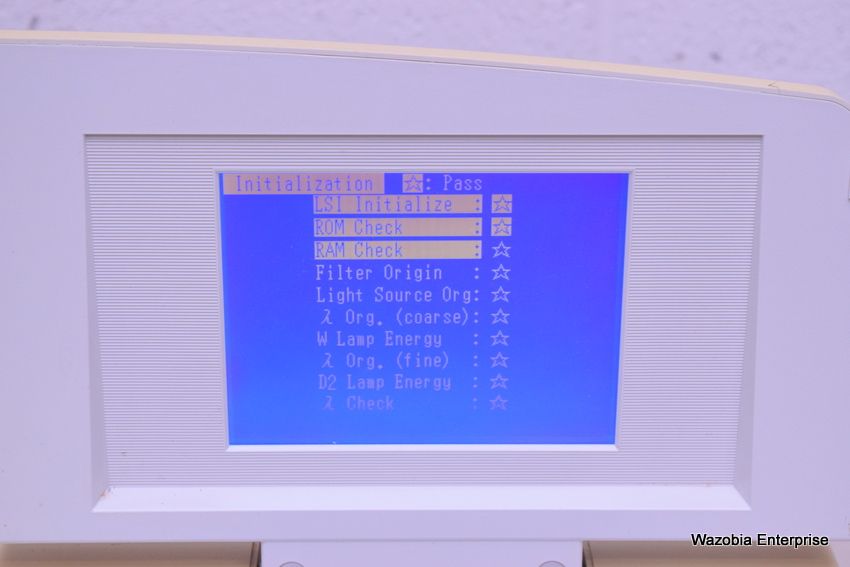 Initialization ☆: Pass
LSI Initialize : ☆
ROM Check : ☆
RAM Check : ☆
Filter Origin : ☆
Light Source Org: ☆
λ Org. (coarse): ☆
W Lamp Energy : ☆
λ Org. (fine) : ☆
D2 Lamp Energy : ☆
λ Check : ☆
Wazobia Enterprise